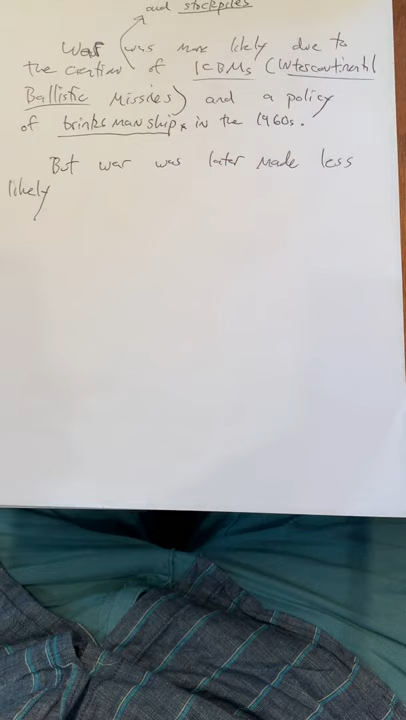 and stockpiles
War was more likely due to
the creation of ICBMs (Intercontinental
Ballistic Missiles) and a policy
of brinksmanship in the 1960s.
But war was later made less
likely